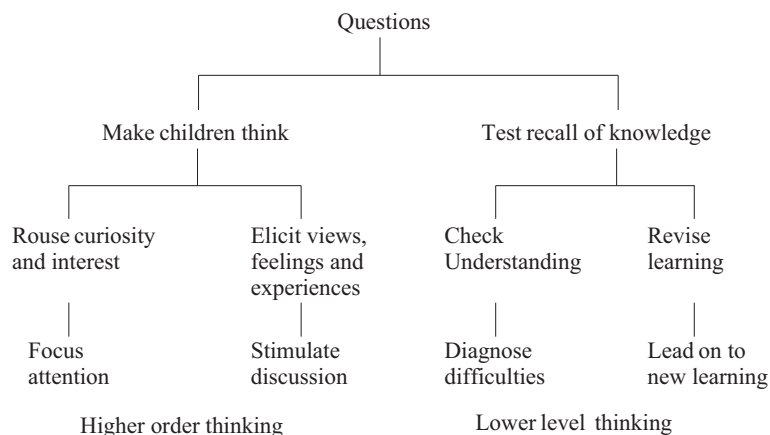 Questions
Make children think
Test recall of knowledge
Rouse curiosity
and interest
Elicit views,
feelings and
experiences
Check
Understanding
Revise
learning
Focus
attention
Stimulate
discussion
Diagnose
difficulties
Lead on to
new learning
Higher order thinking
Lower level thinking